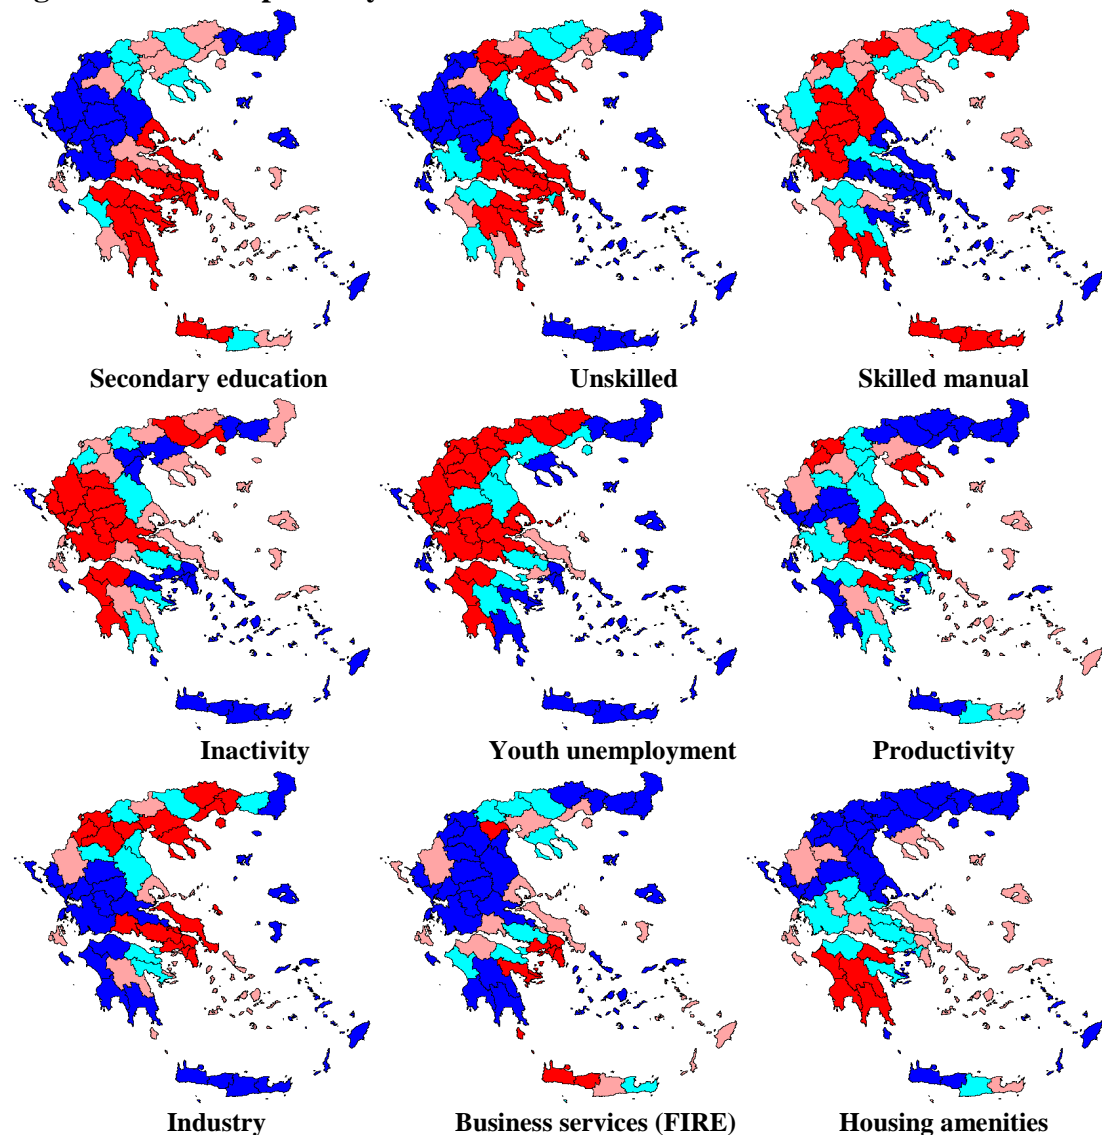 Secondary education
Unskilled
Skilled manual
Inactivity
Youth unemployment
Productivity
Industry
Business services (FIRE)
Housing amenities